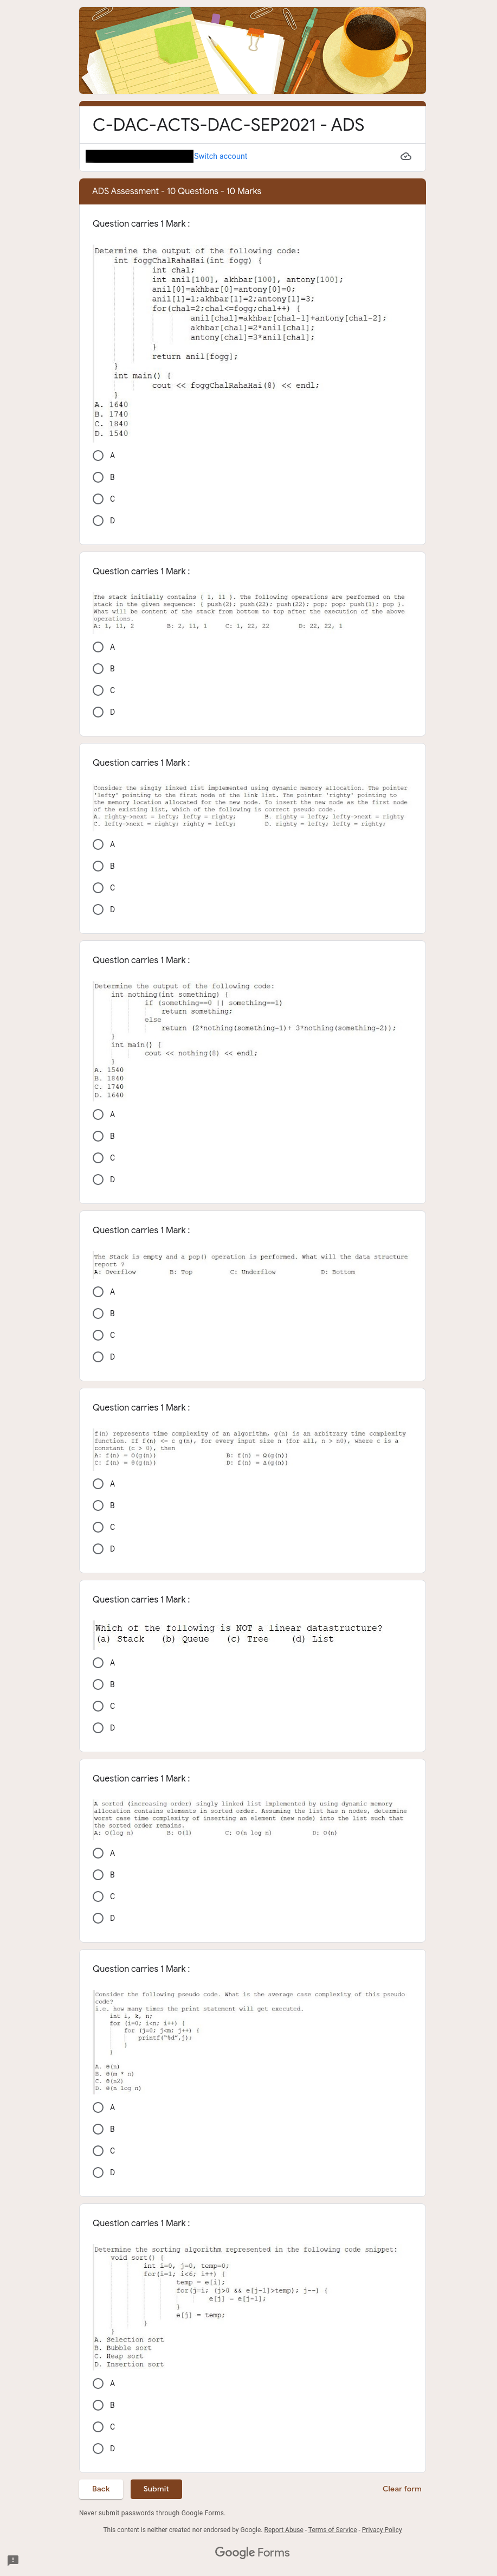 C-DAC-ACTS-DAC-SEP2021 - ADS
Switch account
ADS Assessment - 10 Questions - 10 Marks
Question carries 1 Mark :
Determine the output of the following code:
int foggChalRahaHai(int fogg) {
int chal;
int anil[100], akhbar[100], antony[100];
anil[0]=akhbar[0]=antony[0]=0;
anil[1]=1;akhbar[1]=2;antony[1]=3;
for(chal=2;chal<=fogg;chal++) {
anil[chal]=akhbar[chal-1]+antony[chal-2];
akhbar[chal]=2*anil[chal];
antony[chal]=3*anil[chal];
}
return anil[fogg];
}
int main() {
cout << foggChalRahaHai(8) << endl;
}
A. 1640
B. 1740
C. 1840
D. 1540
A
B
C
D
Question carries 1 Mark :
The stack initially contains { 1, 11 }. The following operations are performed on the
stack in the given sequence: { push(2); push(22); push(22); pop; pop; push(1); pop }.
What will be content of the stack from bottom to top after the execution of the above
operations.
A: 1, 11, 2 B: 2, 11, 1 C: 1, 22, 22 D: 22, 22, 1
A
B
C
D
Question carries 1 Mark :
Consider the singly linked list implemented using dynamic memory allocation. The pointer
'lefty' pointing to the first node of the link list. The pointer 'righty' pointing to
the memory location allocated for the new node. To insert the new node as the first node
of the existing list, which of the following is correct pseudo code.
A. righty->next = lefty; lefty = righty; B. righty = lefty; lefty->next = righty
C. lefty->next = righty; righty = lefty; D. righty = lefty; lefty = righty;
A
B
C
D
Question carries 1 Mark :
Determine the output of the following code:
int nothing(int something) {
if (something==0 || something==1)
return something;
else
return (2*nothing(something-1)+ 3*nothing(something-2));
}
int main() {
cout << nothing(8) << endl;
}
A. 1540
B. 1840
C. 1740
D. 1640
A
B
C
D
Question carries 1 Mark :
The Stack is empty and a pop() operation is performed. What will the data structure
report ?
A: Overflow B: Top C: Underflow D: Bottom
A
B
C
D
Question carries 1 Mark :
f(n) represents time complexity of an algorithm, g(n) is an arbitrary time complexity
function. If f(n) <= c g(n), for every input size n (for all, n > n0), where c is a
constant (c > 0), then
A: f(n) = O(g(n)) B: f(n) = Ω(g(n))
C: f(n) = θ(g(n)) D: f(n) = Δ(g(n))
A
B
C
D
Question carries 1 Mark :
Which of the following is NOT a linear datastructure?
(a) Stack (b) Queue (c) Tree (d) List
A
B
C
D
Question carries 1 Mark :
A sorted (increasing order) singly linked list implemented by using dynamic memory
allocation contains elements in sorted order. Assuming the list has n nodes, determine
worst case time complexity of inserting an element (new node) into the list such that
the sorted order remains.
A: O(log n) B: O(1) C: O(n log n) D: O(n)
A
B
C
D
Question carries 1 Mark :
Consider the following pseudo code. What is the average case complexity of this pseudo
code?
i.e. how many times the print statement will get executed.
int i, k, n;
for (i=0; i<n; i++) {
for (j=0; j<m; j++) {
printf("%d",j);
}
}
A. θ(n)
B. θ(m * n)
C. θ(n2)
D. θ(n log n)
A
B
C
D
Question carries 1 Mark :
Determine the sorting algorithm represented in the following code snippet:
void sort() {
int i=0, j=0, temp=0;
for(i=1; i<6; i++) {
temp = e[i];
for(j=i; (j>0 && e[j-1]>temp); j--) {
e[j] = e[j-1];
}
e[j] = temp;
}
}
A. Selection sort
B. Bubble sort
C. Heap sort
D. Insertion sort
A
B
C
D
Back Submit Clear form
Never submit passwords through Google Forms.
This content is neither created nor endorsed by Google. Report Abuse - Terms of Service - Privacy Policy
Google Forms